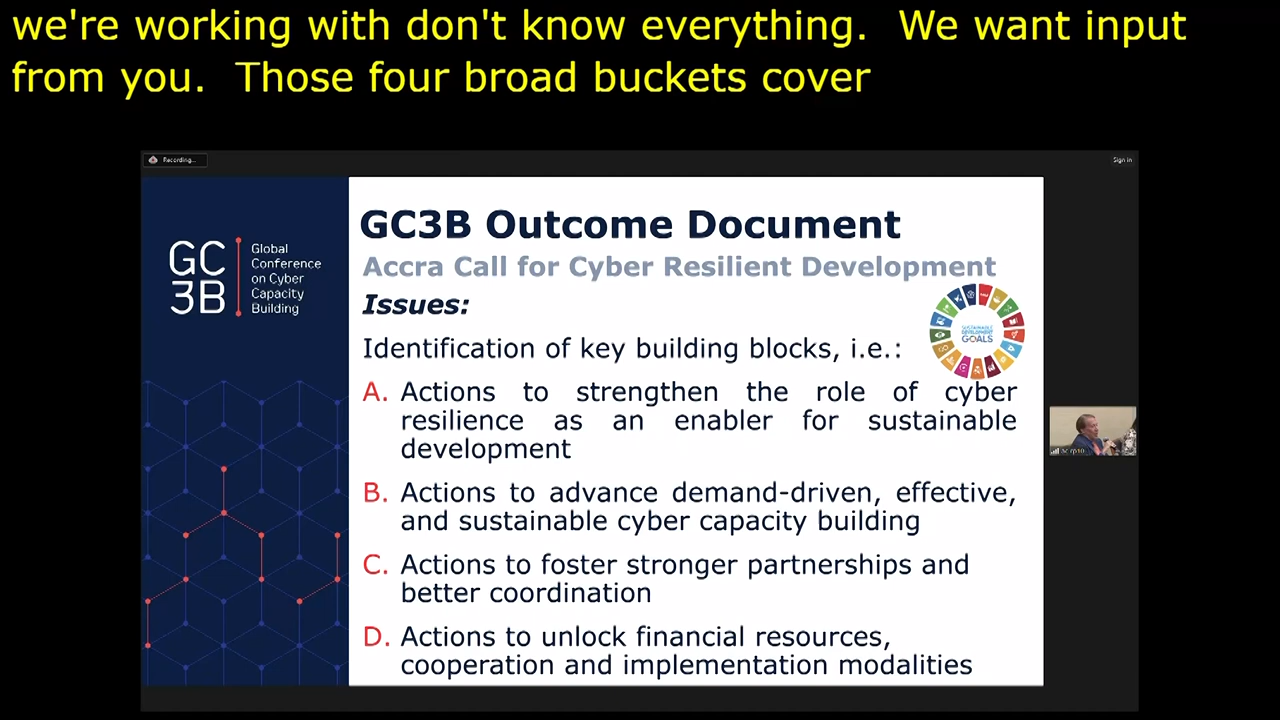 we're working with don't know everything.  We want input
from you.  Those four broad buckets cover
Recording...
Sign in
GC
3B
Global
Conference
on Cyber
Capacity
Building
GC3B Outcome Document
Accra Call for Cyber Resilient Development
Issues:
SUSTAINABLE
DEVELOPMENT
GOALS
Identification of key building blocks, i.e.:
A. Actions to strengthen the role of cyber
resilience as an enabler for sustainable
development
B. Actions to advance demand-driven, effective,
and sustainable cyber capacity building
C. Actions to foster stronger partnerships and
better coordination
D. Actions to unlock financial resources,
cooperation and implementation modalities